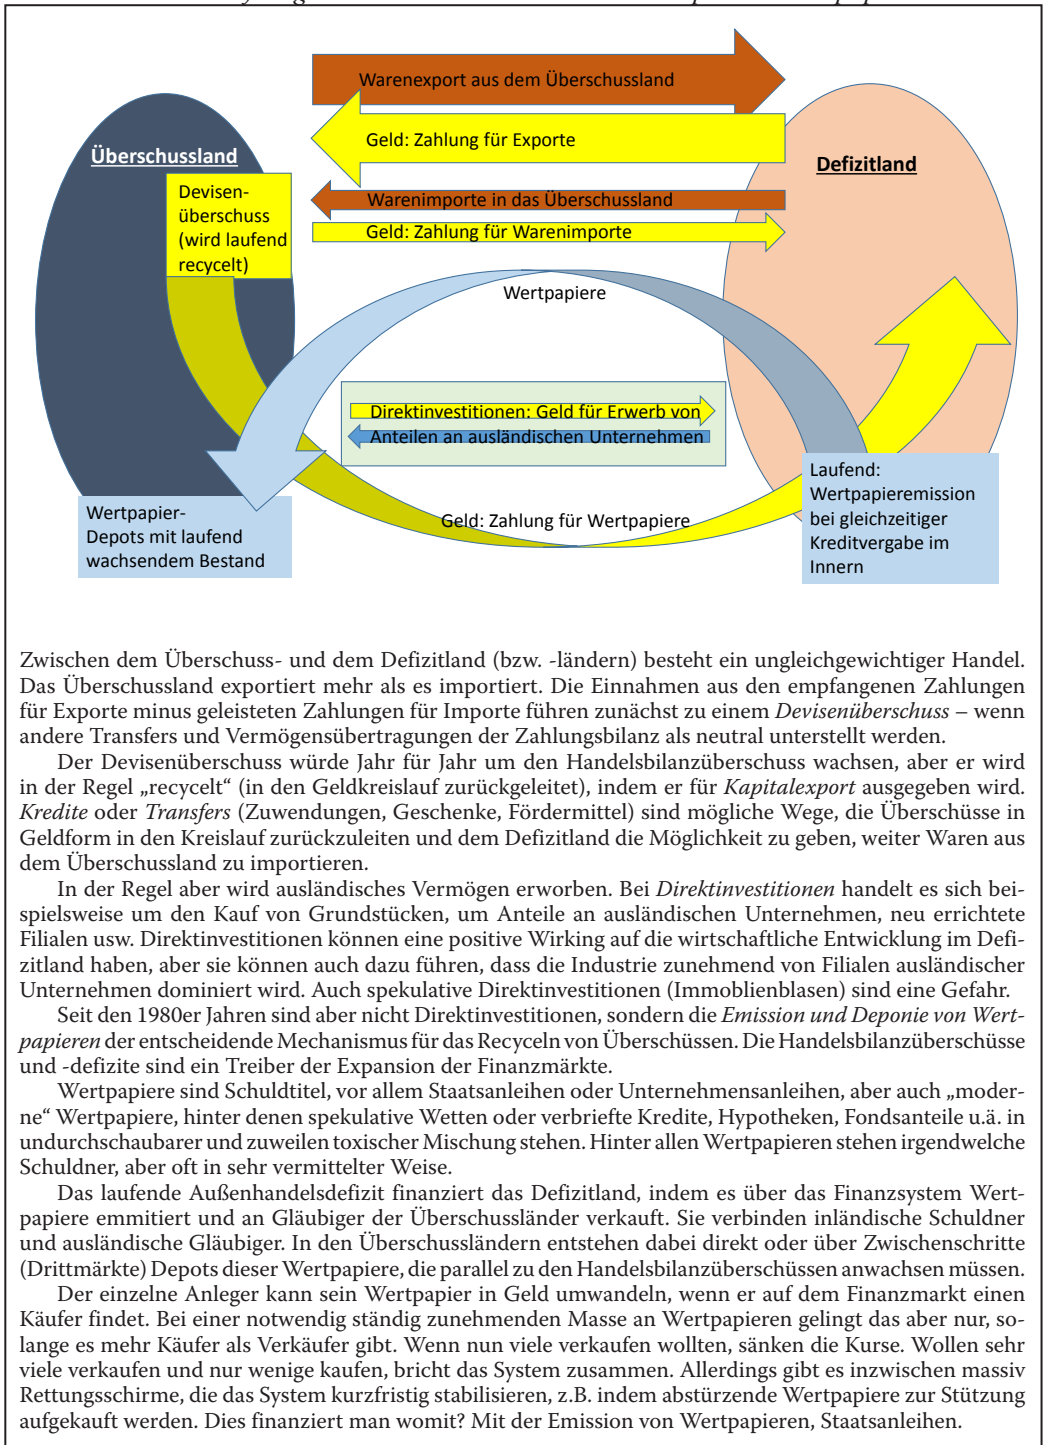 Warenexport aus dem Überschussland
Geld: Zahlung für Exporte
Überschussland
Defizitland
Devisen-
überschuss
(wird laufend
recycelt)
Warenimporte in das Überschussland
Geld: Zahlung für Warenimporte
Wertpapiere
Direktinvestitionen: Geld für Erwerb von
Anteilen an ausländischen Unternehmen
Wertpapier-
Depots mit laufend
wachsendem Bestand
Geld: Zahlung für Wertpapiere
Laufend:
Wertpapieremission
bei gleichzeitiger
Kreditvergabe im
Innern
Zwischen dem Überschuss- und dem Defizitland (bzw. -ländern) besteht ein ungleichgewichtiger Handel.
Das Überschussland exportiert mehr als es importiert. Die Einnahmen aus den empfangenen Zahlungen
für Exporte minus geleisteten Zahlungen für Importe führen zunächst zu einem Devisenüberschuss – wenn
andere Transfers und Vermögensübertragungen der Zahlungsbilanz als neutral unterstellt werden.
Der Devisenüberschuss würde Jahr für Jahr um den Handelsbilanzüberschuss wachsen, aber er wird
in der Regel „recycelt“ (in den Geldkreislauf zurückgeleitet), indem er für Kapitalexport ausgegeben wird.
Kredite oder Transfers (Zuwendungen, Geschenke, Fördermittel) sind mögliche Wege, die Überschüsse in
Geldform in den Kreislauf zurückzuleiten und dem Defizitland die Möglichkeit zu geben, weiter Waren aus
dem Überschussland zu importieren.
In der Regel aber wird ausländisches Vermögen erworben. Bei Direktinvestitionen handelt es sich bei-
spielsweise um den Kauf von Grundstücken, um Anteile an ausländischen Unternehmen, neu errichtete
Filialen usw. Direktinvestitionen können eine positive Wirking auf die wirtschaftliche Entwicklung im Defi-
zitland haben, aber sie können auch dazu führen, dass die Industrie zunehmend von Filialen ausländischer
Unternehmen dominiert wird. Auch spekulative Direktinvestitionen (Immoblienblasen) sind eine Gefahr.
Seit den 1980er Jahren sind aber nicht Direktinvestitionen, sondern die Emission und Deponie von Wert-
papieren der entscheidende Mechanismus für das Recyceln von Überschüssen. Die Handelsbilanzüberschüsse
und -defizite sind ein Treiber der Expansion der Finanzmärkte.
Wertpapiere sind Schuldtitel, vor allem Staatsanleihen oder Unternehmensanleihen, aber auch „moder-
ne“ Wertpapiere, hinter denen spekulative Wetten oder verbriefte Kredite, Hypotheken, Fondsanteile u.ä. in
undurchschaubarer und zuweilen toxischer Mischung stehen. Hinter allen Wertpapieren stehen irgendwelche
Schuldner, aber oft in sehr vermittelter Weise.
Das laufende Außenhandelsdefizit finanziert das Defizitland, indem es über das Finanzsystem Wert-
papiere emmitiert und an Gläubiger der Überschussländer verkauft. Sie verbinden inländische Schuldner
und ausländische Gläubiger. In den Überschussländern entstehen dabei direkt oder über Zwischenschritte
(Drittmärkte) Depots dieser Wertpapiere, die parallel zu den Handelsbilanzüberschüssen anwachsen müssen.
Der einzelne Anleger kann sein Wertpapier in Geld umwandeln, wenn er auf dem Finanzmarkt einen
Käufer findet. Bei einer notwendig ständig zunehmenden Masse an Wertpapieren gelingt das aber nur, so-
lange es mehr Käufer als Verkäufer gibt. Wenn nun viele verkaufen wollten, sänken die Kurse. Wollen sehr
viele verkaufen und nur wenige kaufen, bricht das System zusammen. Allerdings gibt es inzwischen massiv
Rettungsschirme, die das System kurzfristig stabilisieren, z.B. indem abstürzende Wertpapiere zur Stützung
aufgekauft werden. Dies finanziert man womit? Mit der Emission von Wertpapieren, Staatsanleihen.